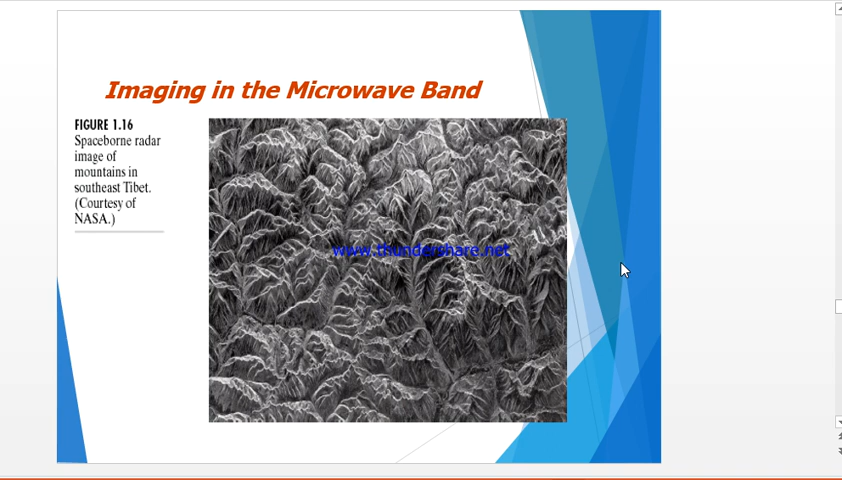 Imaging in the Microwave Band
FIGURE 1.16
Spaceborne radar
image of
mountains in
southeast Tibet.
(Courtesy of
NASA.)
www.thundershare.net